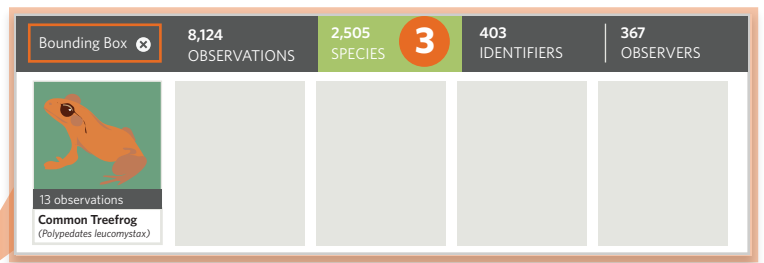 Bounding Box
8,124
OBSERVATIONS
2,505
SPECIES
3
403
IDENTIFIERS
367
OBSERVERS
13 observations
Common Treefrog
(Polypedates leucomystax)